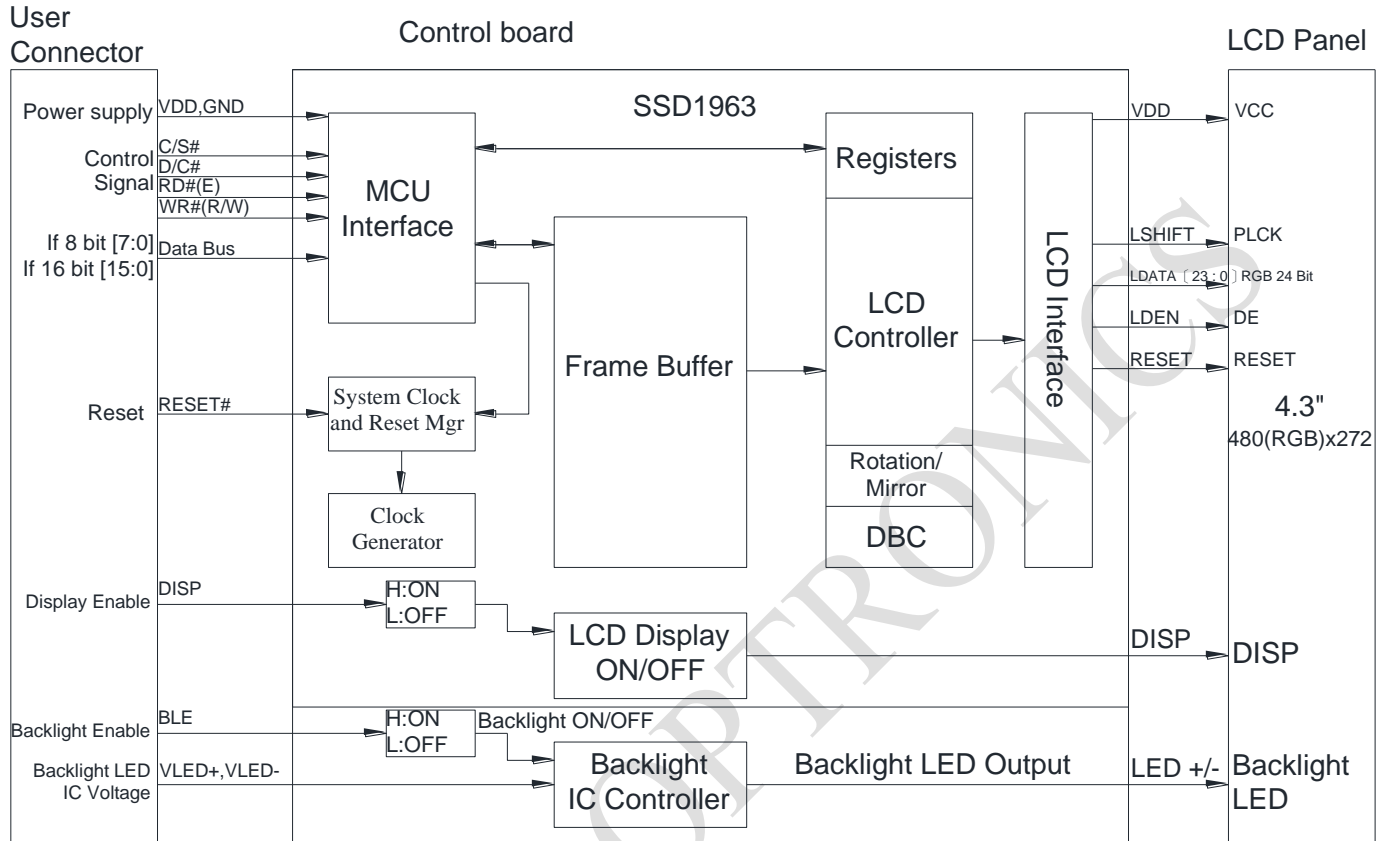 User
Connector
Control board
LCD Panel
Power supply
VDD,GND
Control
Signal
C/S#
D/C#
RD#(E)
WR#(R/W)
If 8 bit [7:0]
If 16 bit [15:0]
Data Bus
Reset
RESET#
Display Enable
DISP
Backlight Enable
BLE
Backlight LED
IC Voltage
VLED+,VLED-
SSD1963
MCU
Interface
System Clock
and Reset Mgr
Clock
Generator
Frame Buffer
Registers
LCD
Controller
Rotation/
Mirror
DBC
LCD Interface
H:ON
L:OFF
LCD Display
ON/OFF
H:ON
L:OFF
Backlight ON/OFF
Backlight
IC Controller
Backlight LED Output
VDD
VCC
LSHIFT
PLCK
LDATA〔23:0〕RGB 24 Bit
LDEN
DE
RESET
RESET
4.3"
480(RGB)x272
DISP
DISP
LED +/-
Backlight
LED
OPTRONICS